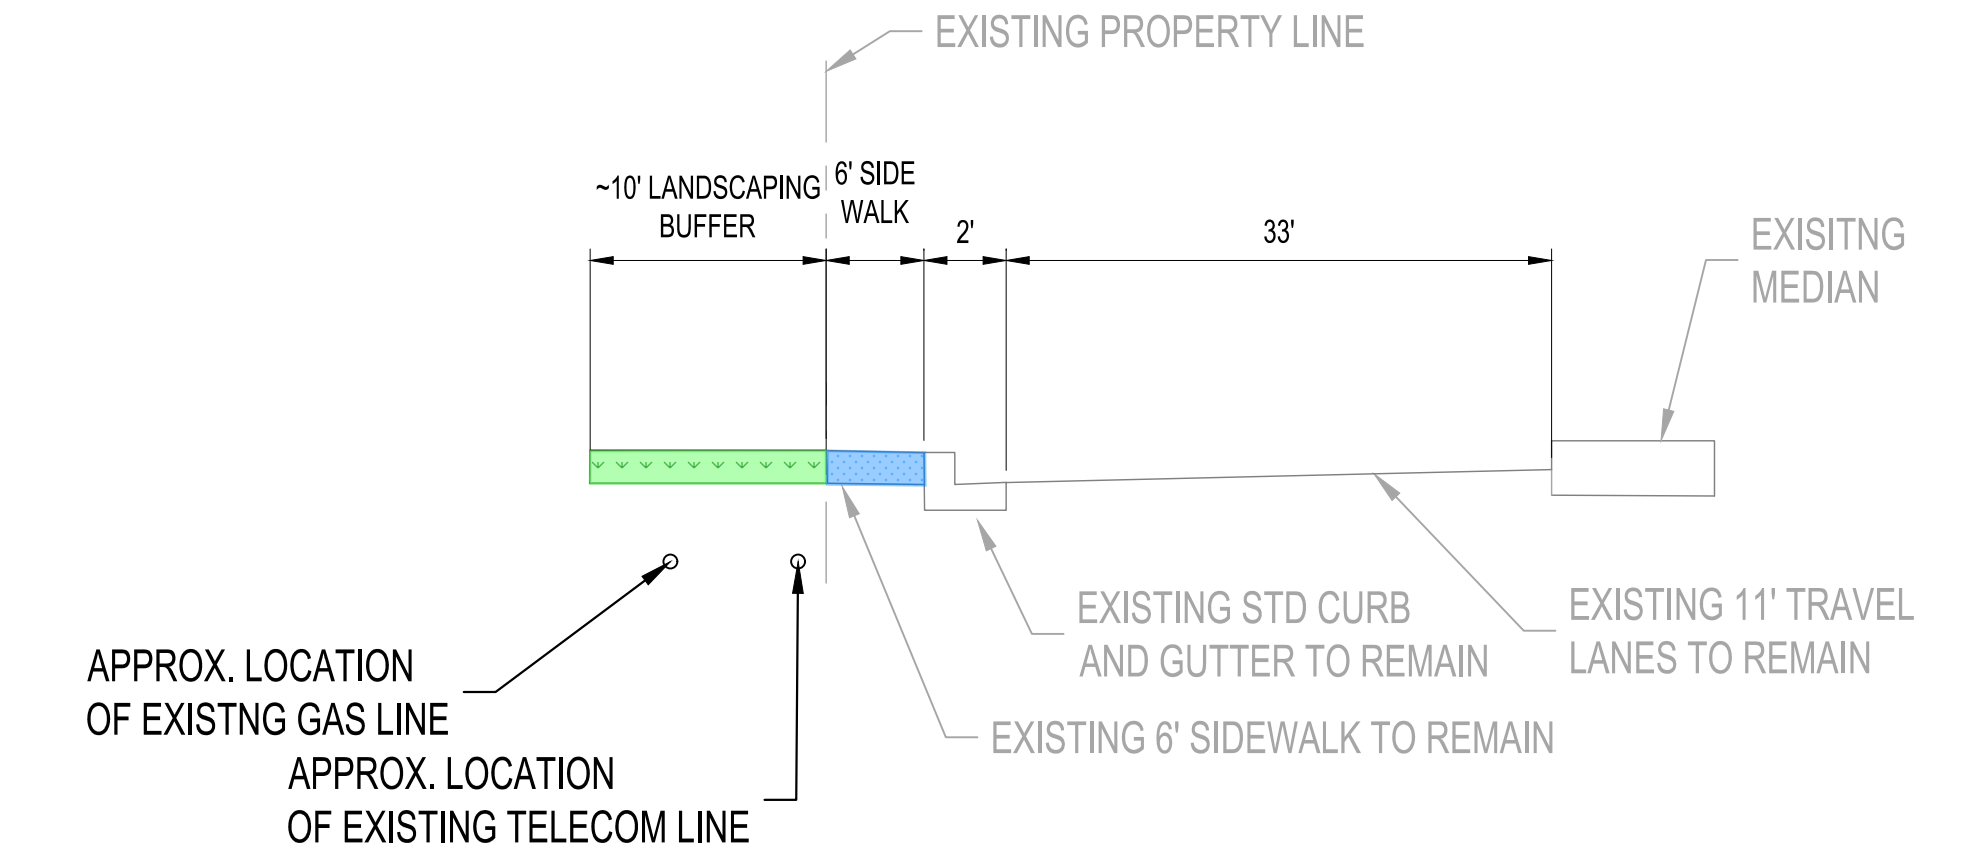 EXISTING PROPERTY LINE
~10' LANDSCAPING
BUFFER
6' SIDE
WALK
2'
33'
EXISITNG
MEDIAN
APPROX. LOCATION
OF EXISTNG GAS LINE
APPROX. LOCATION
OF EXISTING TELECOM LINE
EXISTING STD CURB
AND GUTTER TO REMAIN
EXISTING 11' TRAVEL
LANES TO REMAIN
EXISTING 6' SIDEWALK TO REMAIN